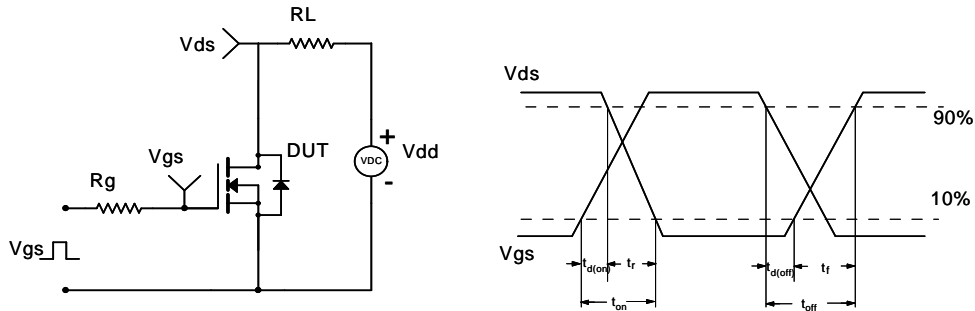 RL
Vds
Vgs
DUT
+
VDC
Vdd
-
Rg
Vgs
Vds
90%
10%
Vgs
td(on)
tr
td(off)
tf
ton
toff